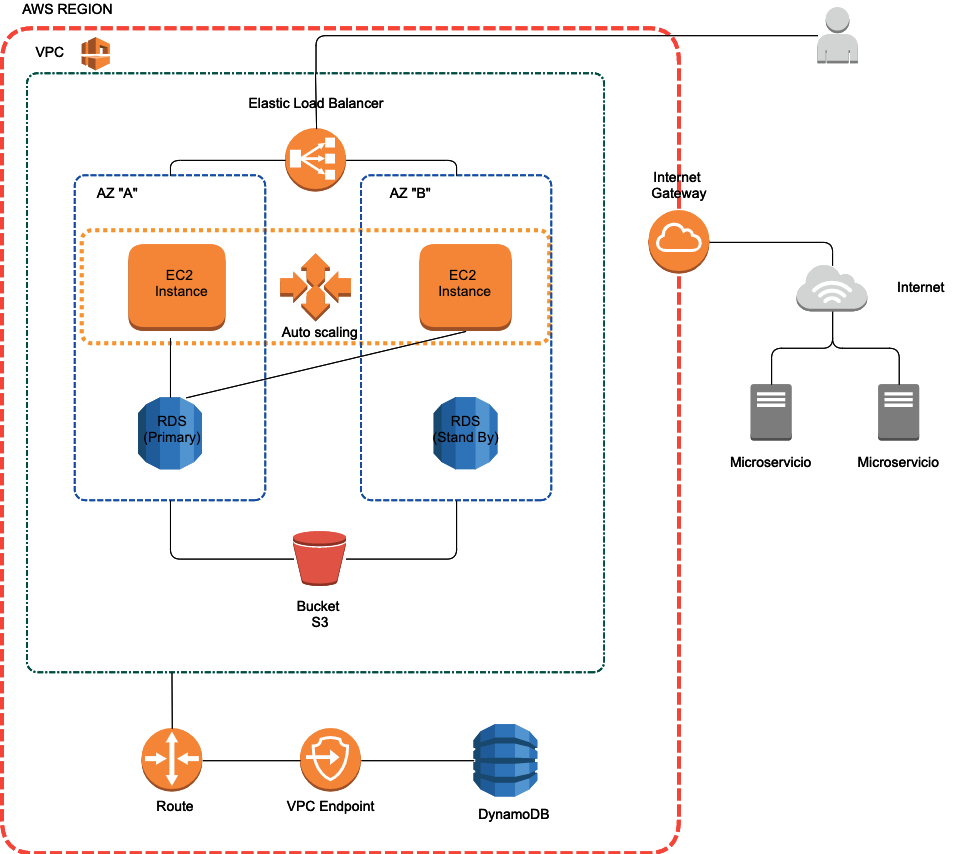 AWS REGION
VPC
Elastic Load Balancer
AZ "A"
AZ "B"
Internet
Gateway
EC2
Instance
EC2
Instance
Auto scaling
Internet
RDS
(Primary)
RDS
(Stand By)
Microservicio
Microservicio
Bucket
S3
Route
VPC Endpoint
DynamoDB